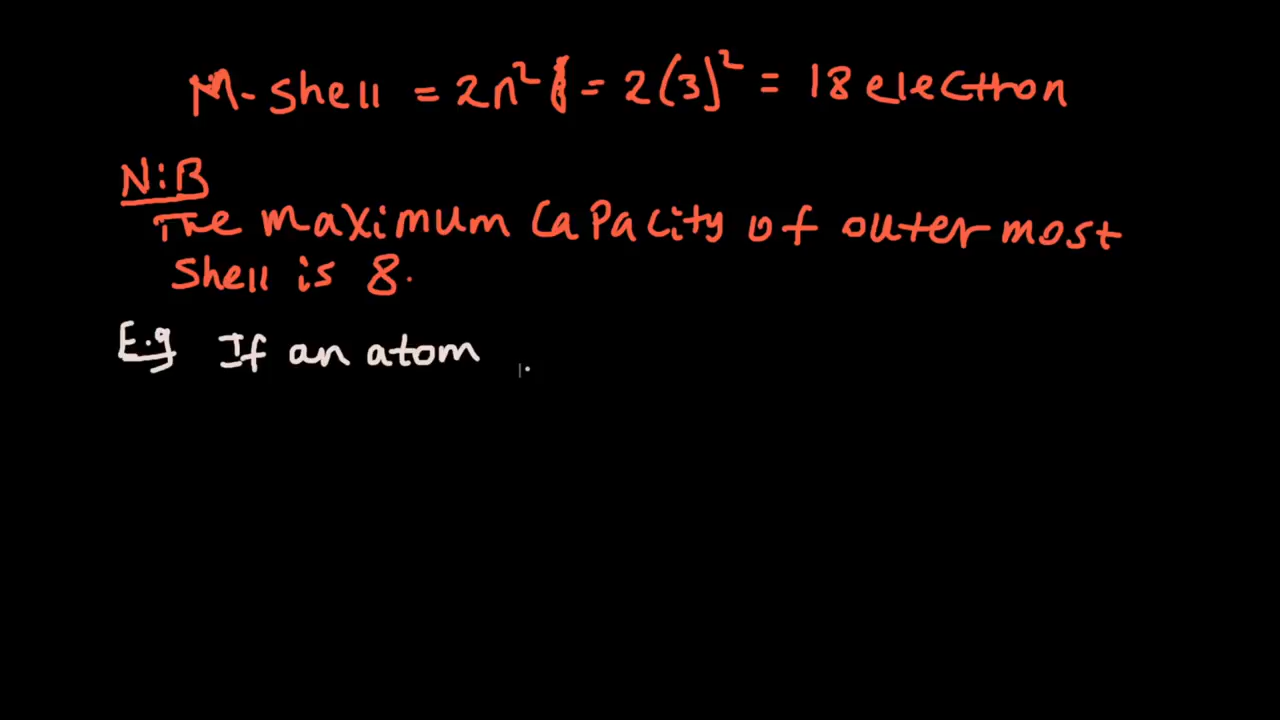 M-shell = 2n² = 2(3)² = 18 electron
N:B
The maximum capacity of outer most
shell is 8.
E.g If an atom